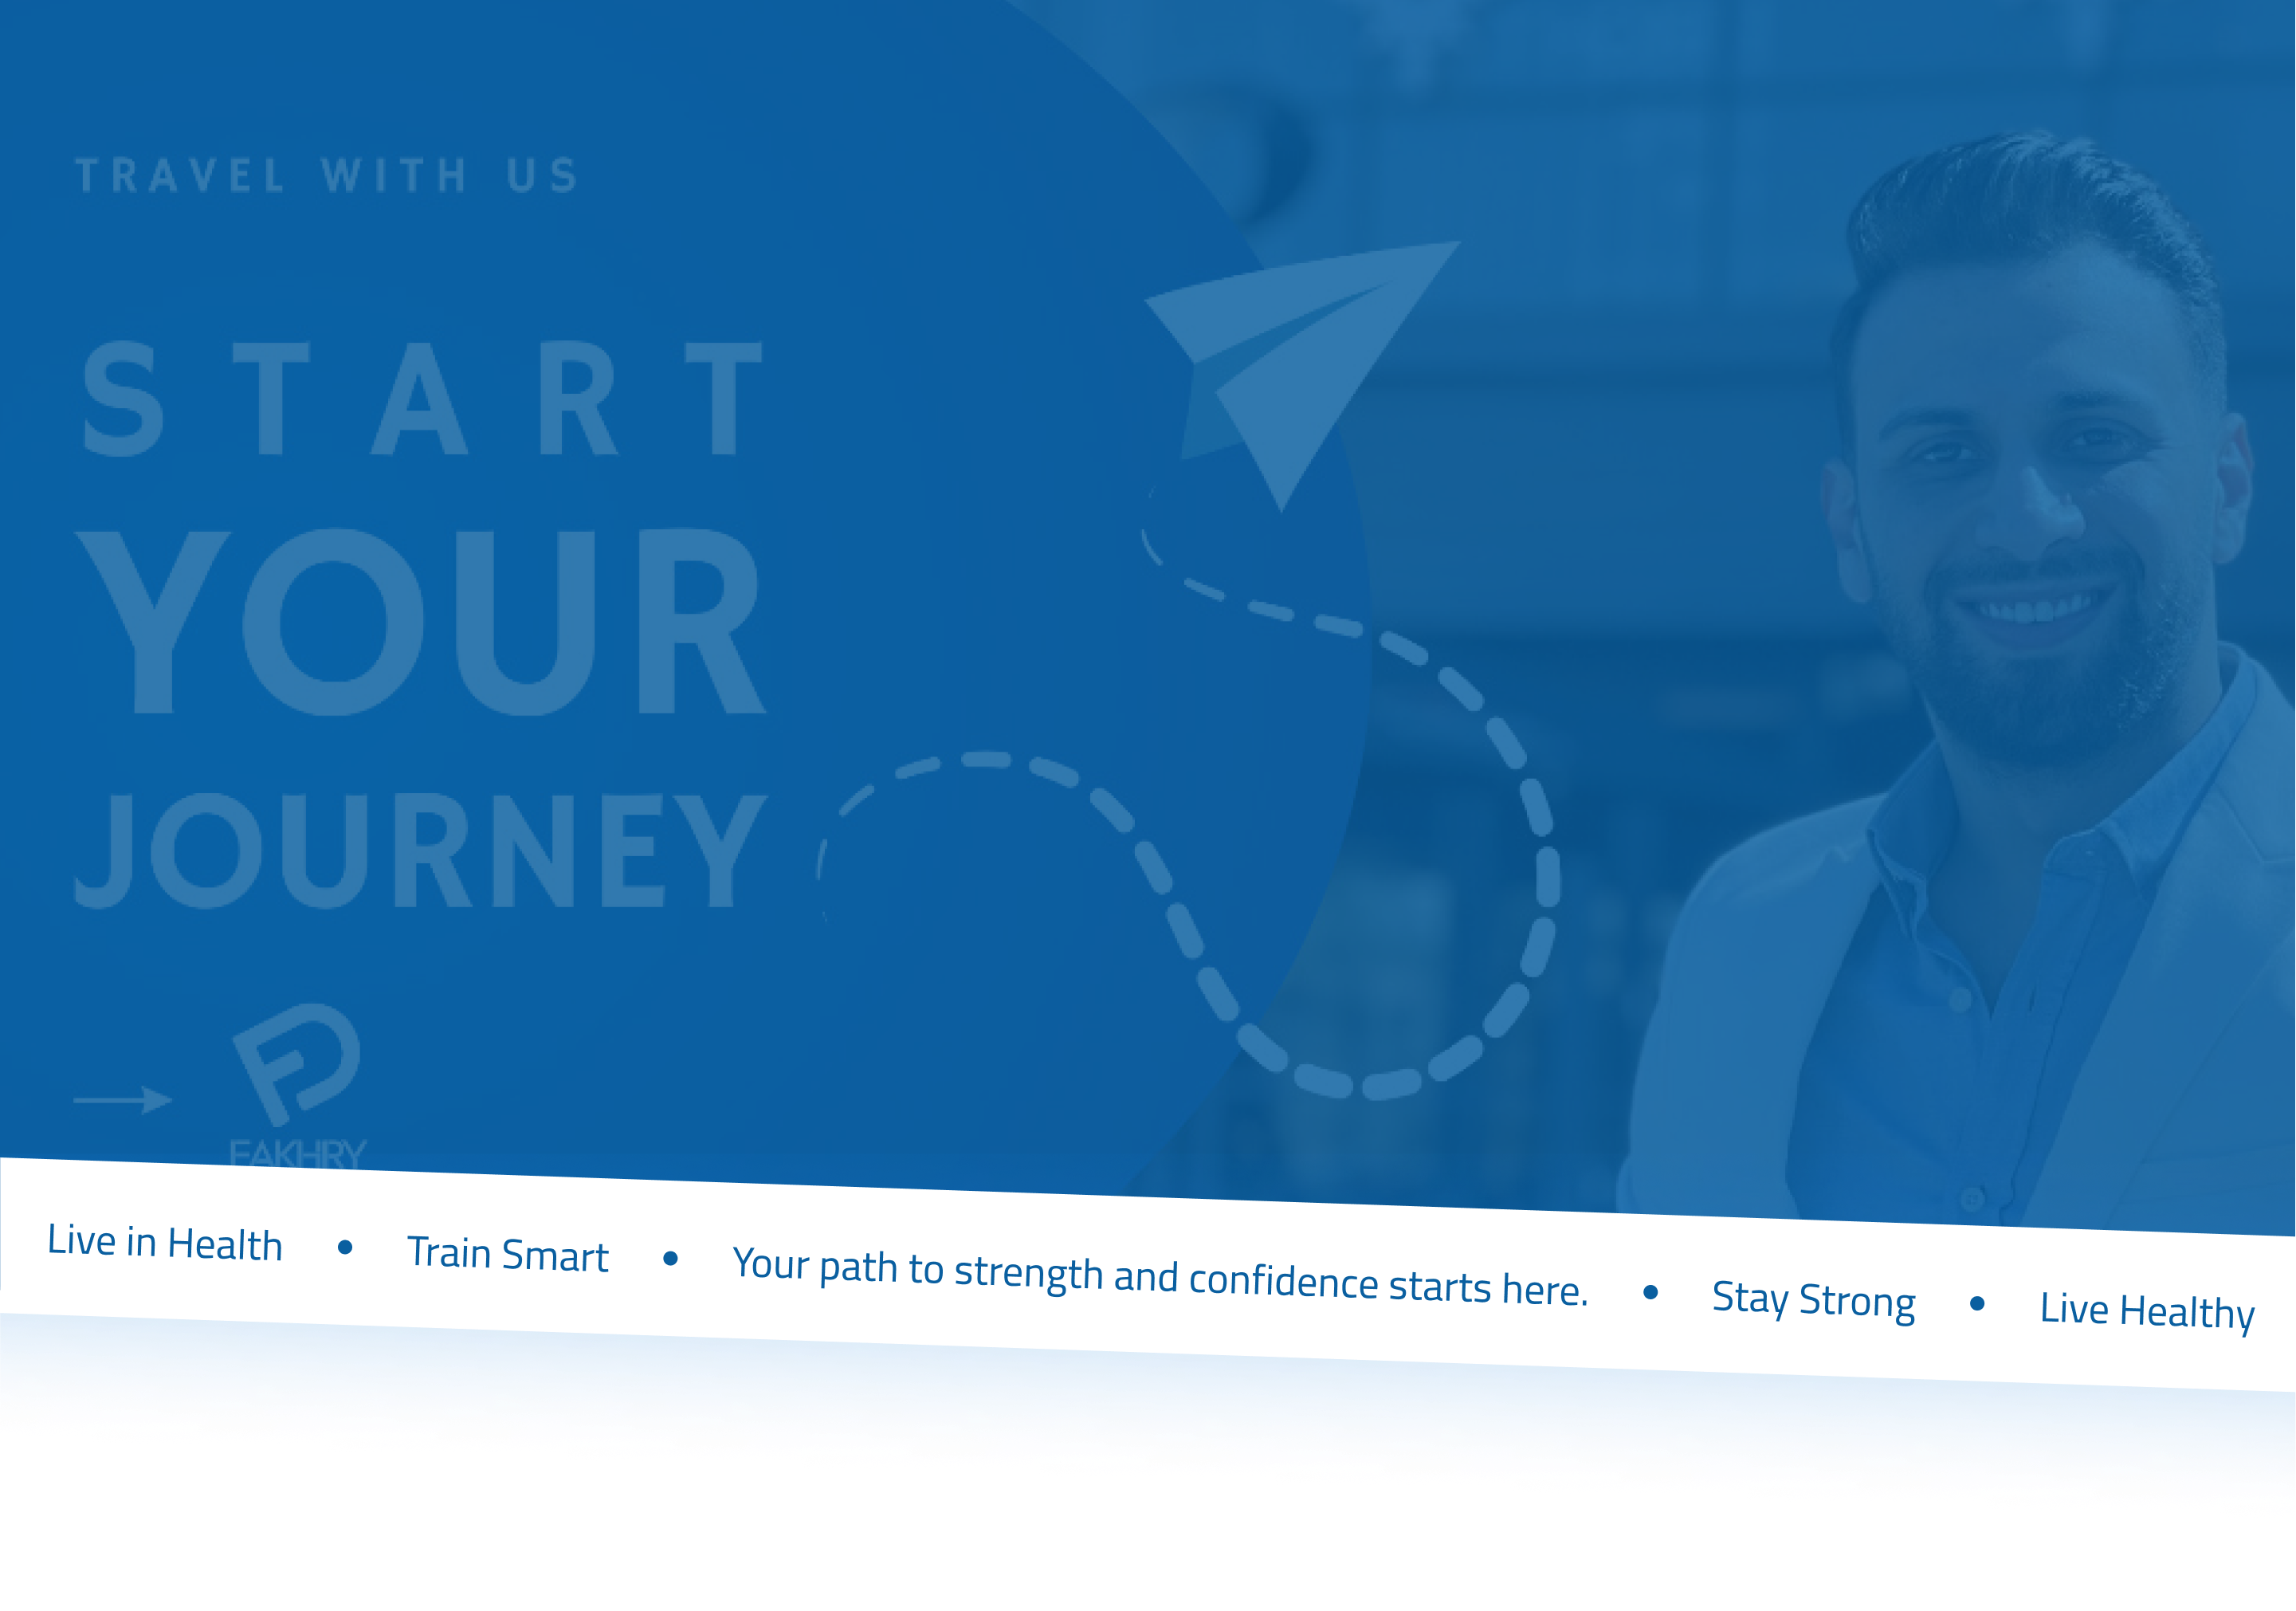 TRAVEL WITH US
START
YOUR
JOURNEY
FAKHRY
Live in Health • Train Smart • Your path to strength and confidence starts here. • Stay Strong • Live Healthy